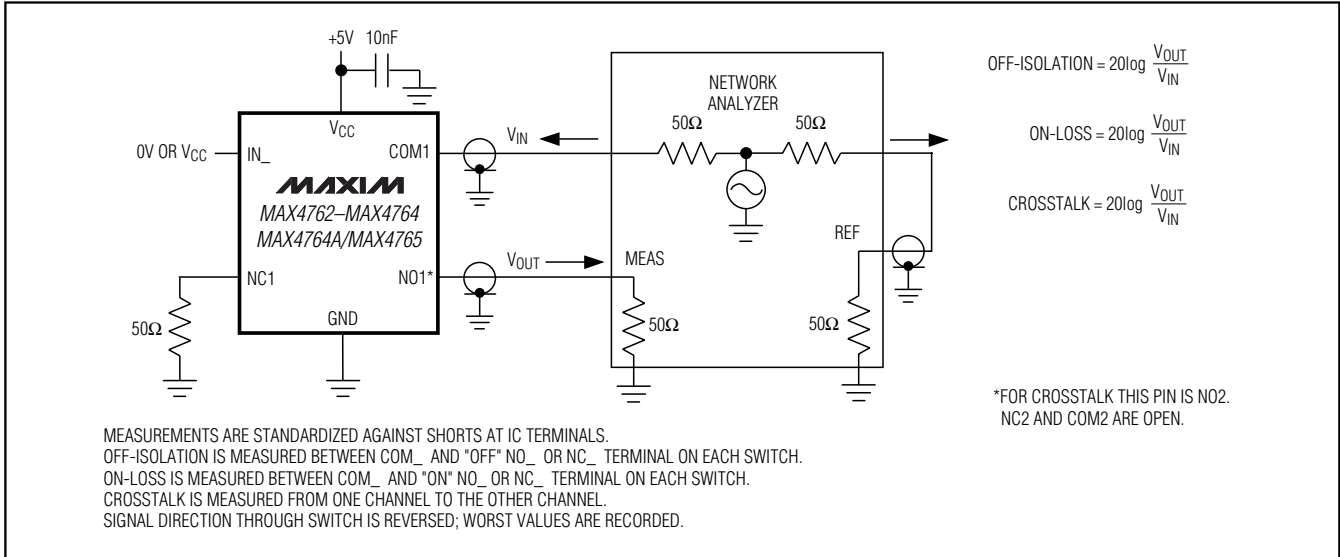 +5V 10nF
VCC
0V OR VCC
IN_
COM1
MAXIM
MAX4762–MAX4764
MAX4764A/MAX4765
NC1
NO1*
GND
50Ω
VIN
VOUT
NETWORK
ANALYZER
50Ω 50Ω
MEAS
REF
50Ω
50Ω
OFF-ISOLATION = 20log VOUT/VIN
ON-LOSS = 20log VOUT/VIN
CROSSTALK = 20log VOUT/VIN
*FOR CROSSTALK THIS PIN IS NO2.
NC2 AND COM2 ARE OPEN.
MEASUREMENTS ARE STANDARDIZED AGAINST SHORTS AT IC TERMINALS.
OFF-ISOLATION IS MEASURED BETWEEN COM_ AND "OFF" NO_ OR NC_ TERMINAL ON EACH SWITCH.
ON-LOSS IS MEASURED BETWEEN COM_ AND "ON" NO_ OR NC_ TERMINAL ON EACH SWITCH.
CROSSTALK IS MEASURED FROM ONE CHANNEL TO THE OTHER CHANNEL.
SIGNAL DIRECTION THROUGH SWITCH IS REVERSED; WORST VALUES ARE RECORDED.